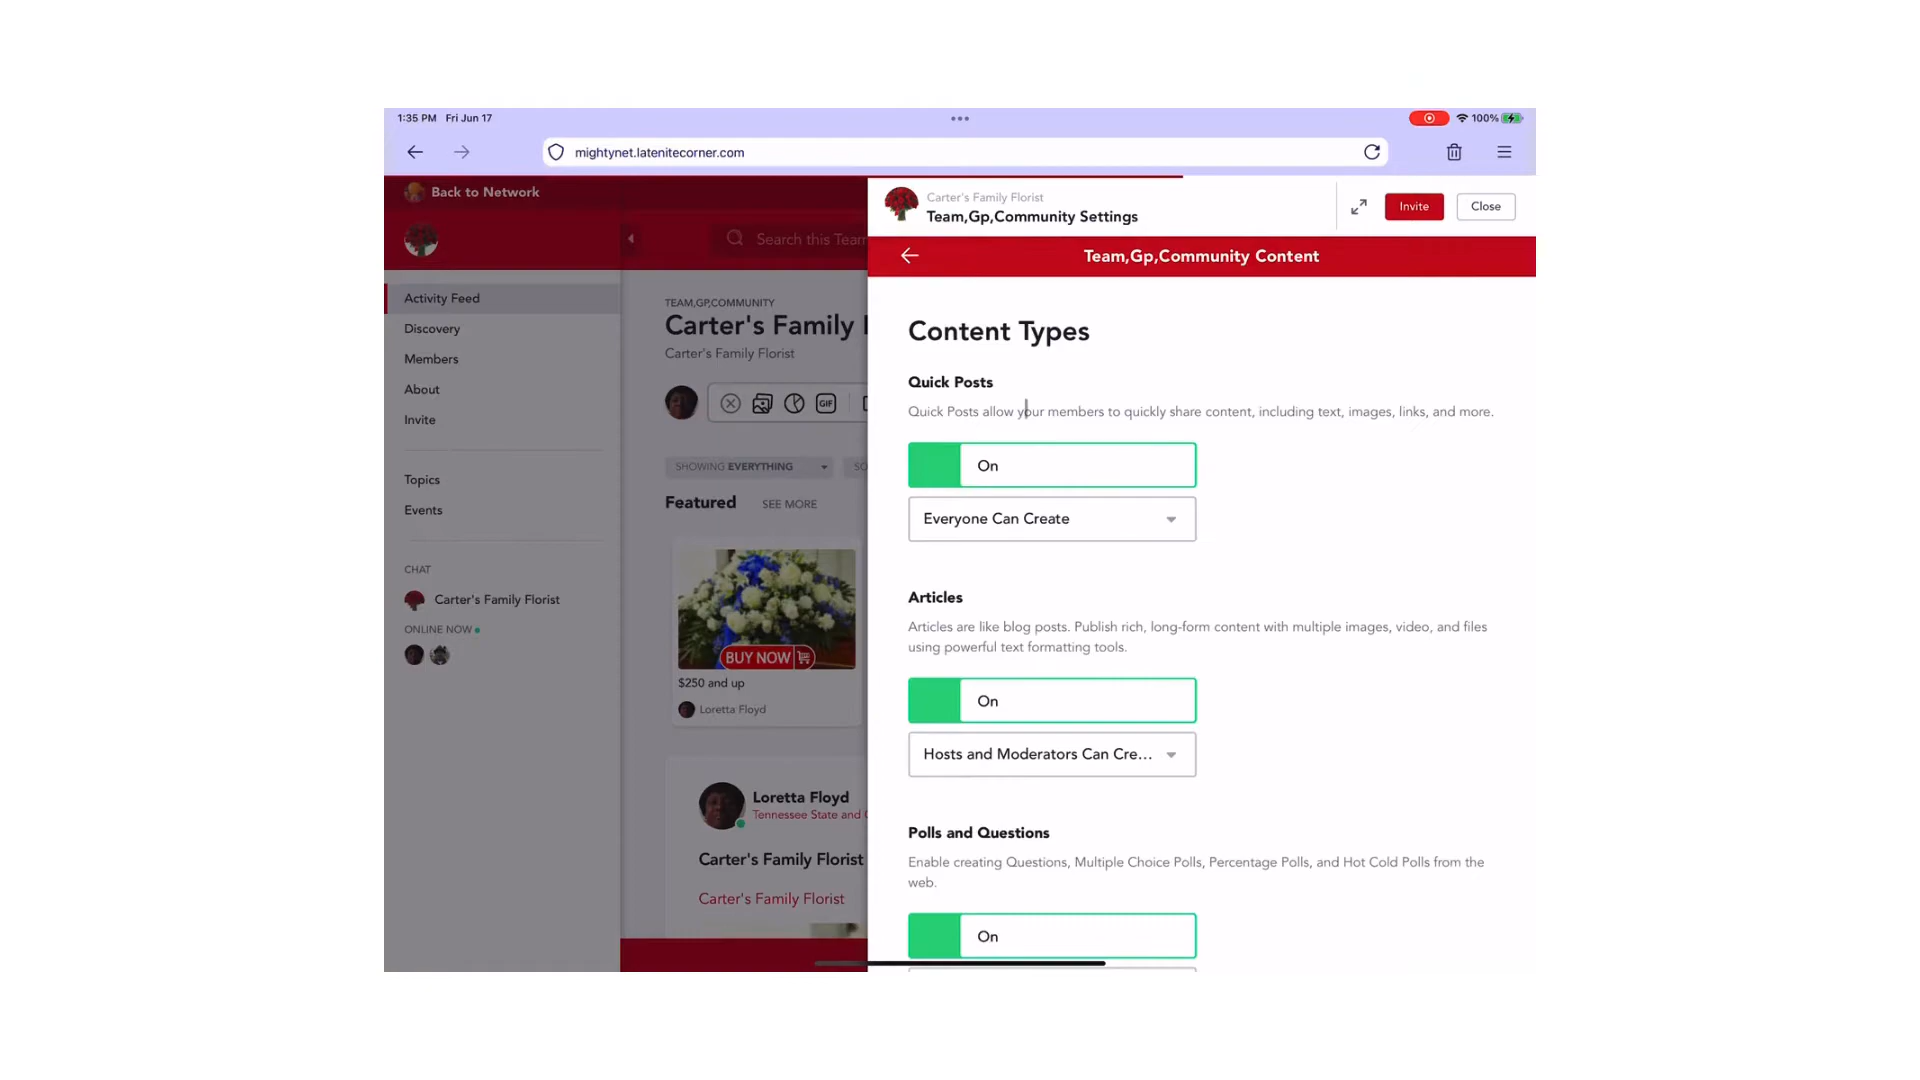 1:35 PM Fri Jun 17
100%
mightynet.latenitecorner.com
Back to Network
Search this Team
Activity Feed
Discovery
Members
About
Invite
Topics
Events
CHAT
Carter's Family Florist
ONLINE NOW
TEAM,GP,COMMUNITY
Carter's Family
Carter's Family Florist
GIF
SHOWING EVERYTHING
SO
Featured SEE MORE
BUY NOW
$250 and up
Loretta Floyd
Loretta Floyd
Tennessee State and
Carter's Family Florist
Carter's Family Florist
Carter's Family Florist
Team,Gp,Community Settings
Invite
Close
Team,Gp,Community Content
Content Types
Quick Posts
Quick Posts allow your members to quickly share content, including text, images, links, and more.
On
Everyone Can Create
Articles
Articles are like blog posts. Publish rich, long-form content with multiple images, video, and files
using powerful text formatting tools.
On
Hosts and Moderators Can Cre...
Polls and Questions
Enable creating Questions, Multiple Choice Polls, Percentage Polls, and Hot Cold Polls from the
web.
On